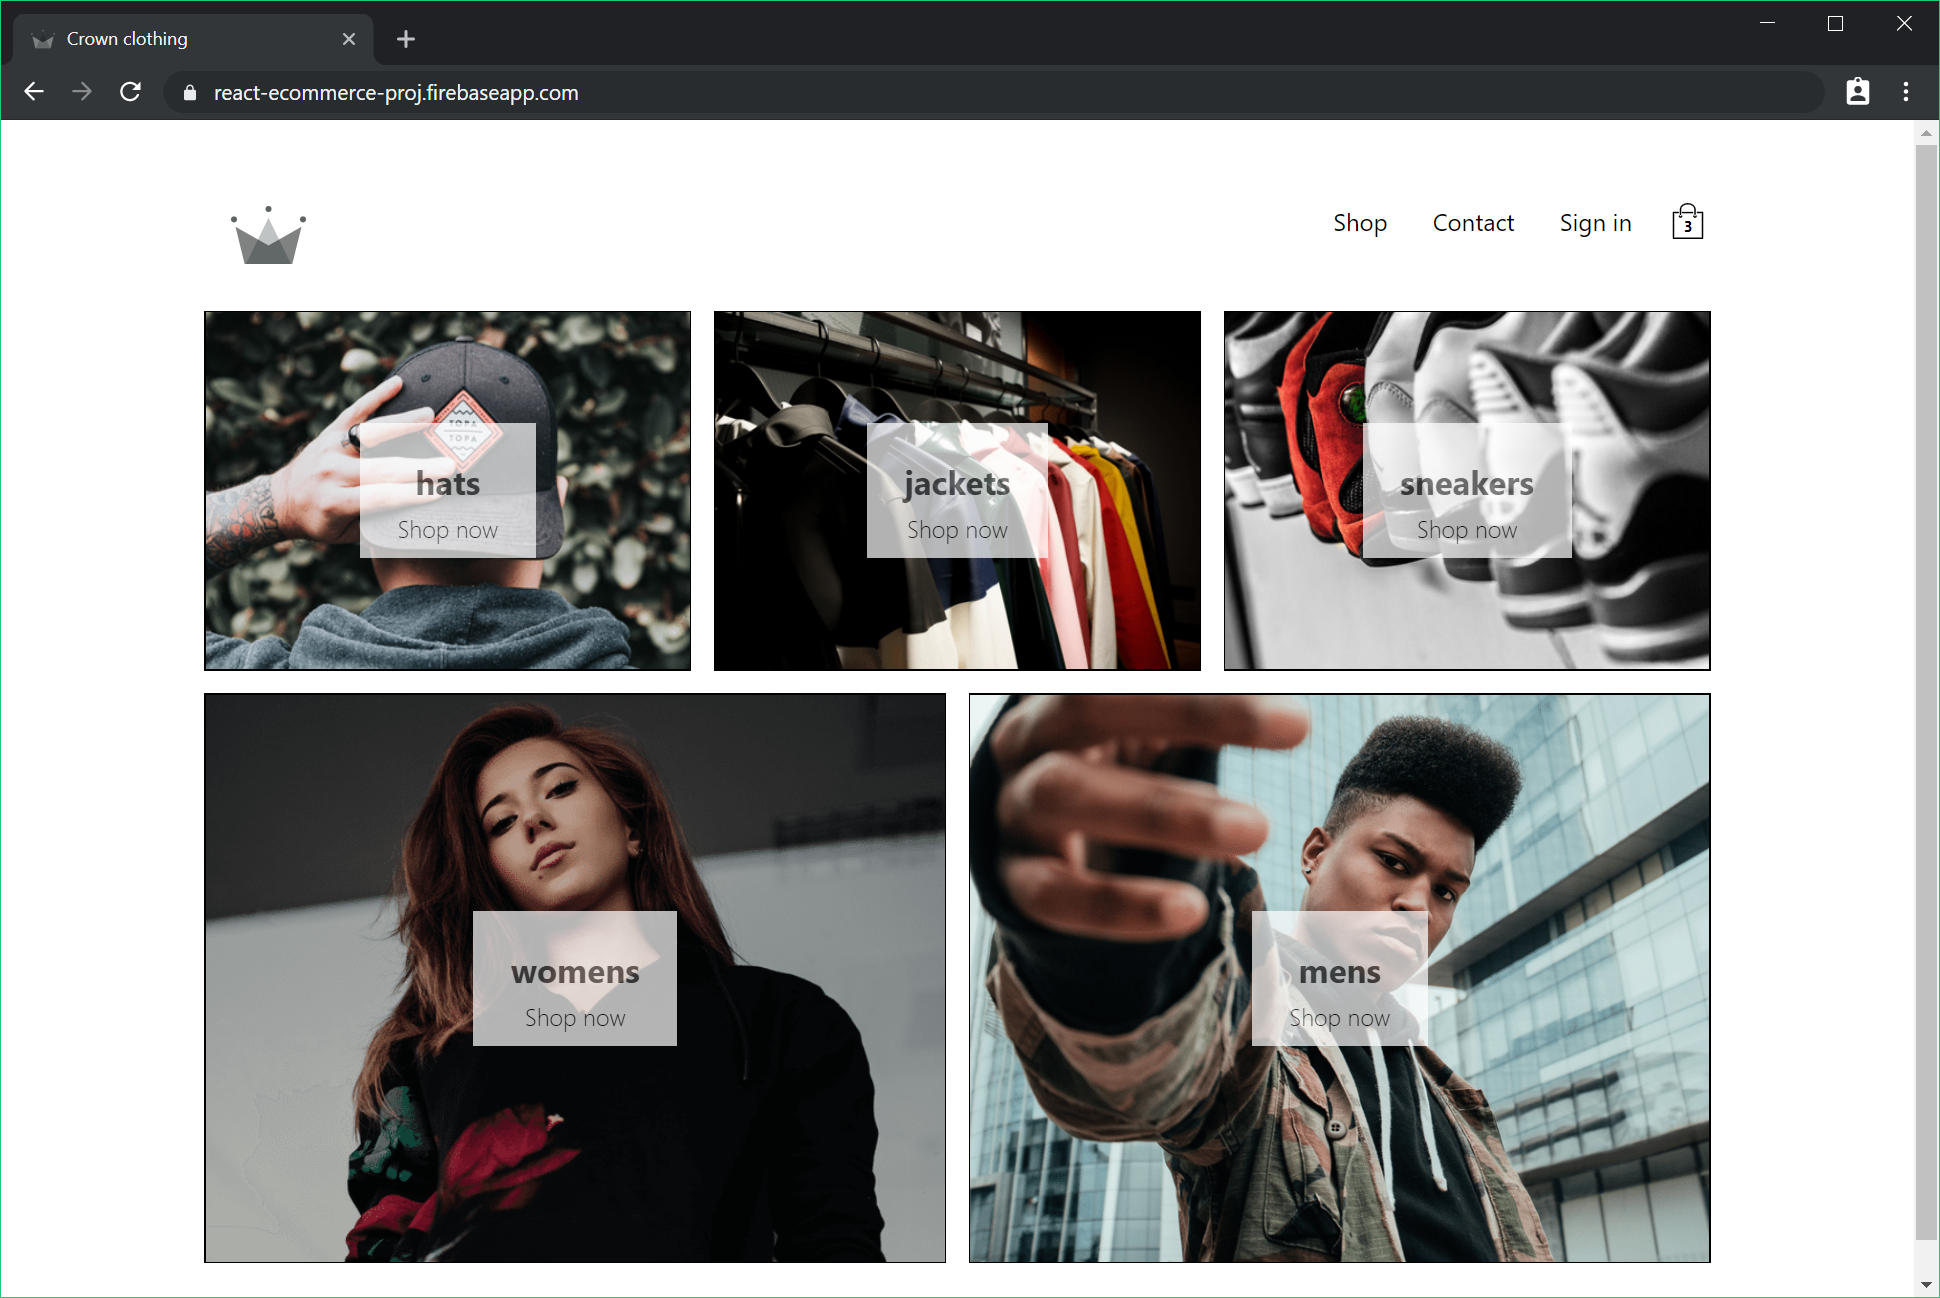 Crown clothing
react-ecommerce-proj.firebaseapp.com
Shop Contact Sign in 3
TOPA
TOPA
hats
Shop now
jackets
Shop now
sneakers
Shop now
womens
Shop now
mens
Shop now